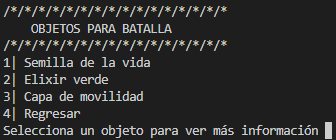 /*/*/*/*/*/*/*/*/*/*/*/*/*/*/*/*
OBJETOS PARA BATALLA
/*/*/*/*/*/*/*/*/*/*/*/*/*/*/*/*
1| Semilla de la vida
2| Elixir verde
3| Capa de movilidad
4| Regresar
Selecciona un objeto para ver más información